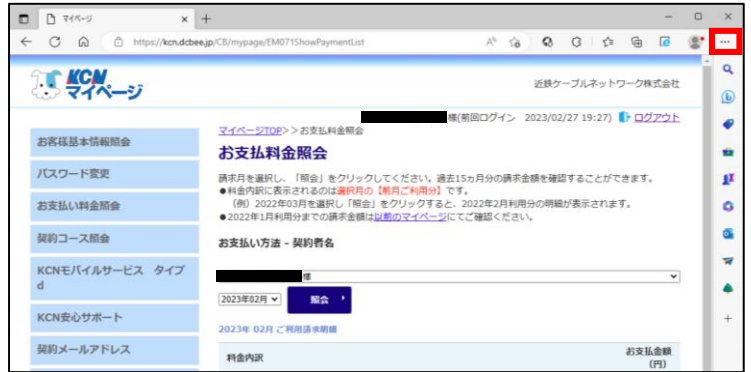 マイページ
https://kcn.dcbee.jp/CB/mypage/EM071ShowPaymentList
KCN
マイページ
近鉄ケーブルネットワーク株式会社
様(前回ログイン 2023/02/27 19:27) ログアウト
マイページTOP>>お支払料金照会
お支払料金照会
請求月を選択し、「照会」をクリックしてください。過去15ヵ月分の請求金額を確認することができます。
●料金内訳に表示されるのは選択月の【前月ご利用分】です。
(例) 2022年03月を選択し「照会」をクリックすると、2022年2月利用分の明細が表示されます。
●2022年1月利用分までの請求金額は以前のマイページにてご確認ください。
お支払い方法 - 契約者名
様
2023年02月 照会
2023年 02月 ご利用請求明細
料金内訳 お支払金額
(円)
お客様基本情報照会
パスワード変更
お支払い料金照会
契約コース照会
KCNモバイルサービス タイプ
d
KCN安心サポート
契約メールアドレス